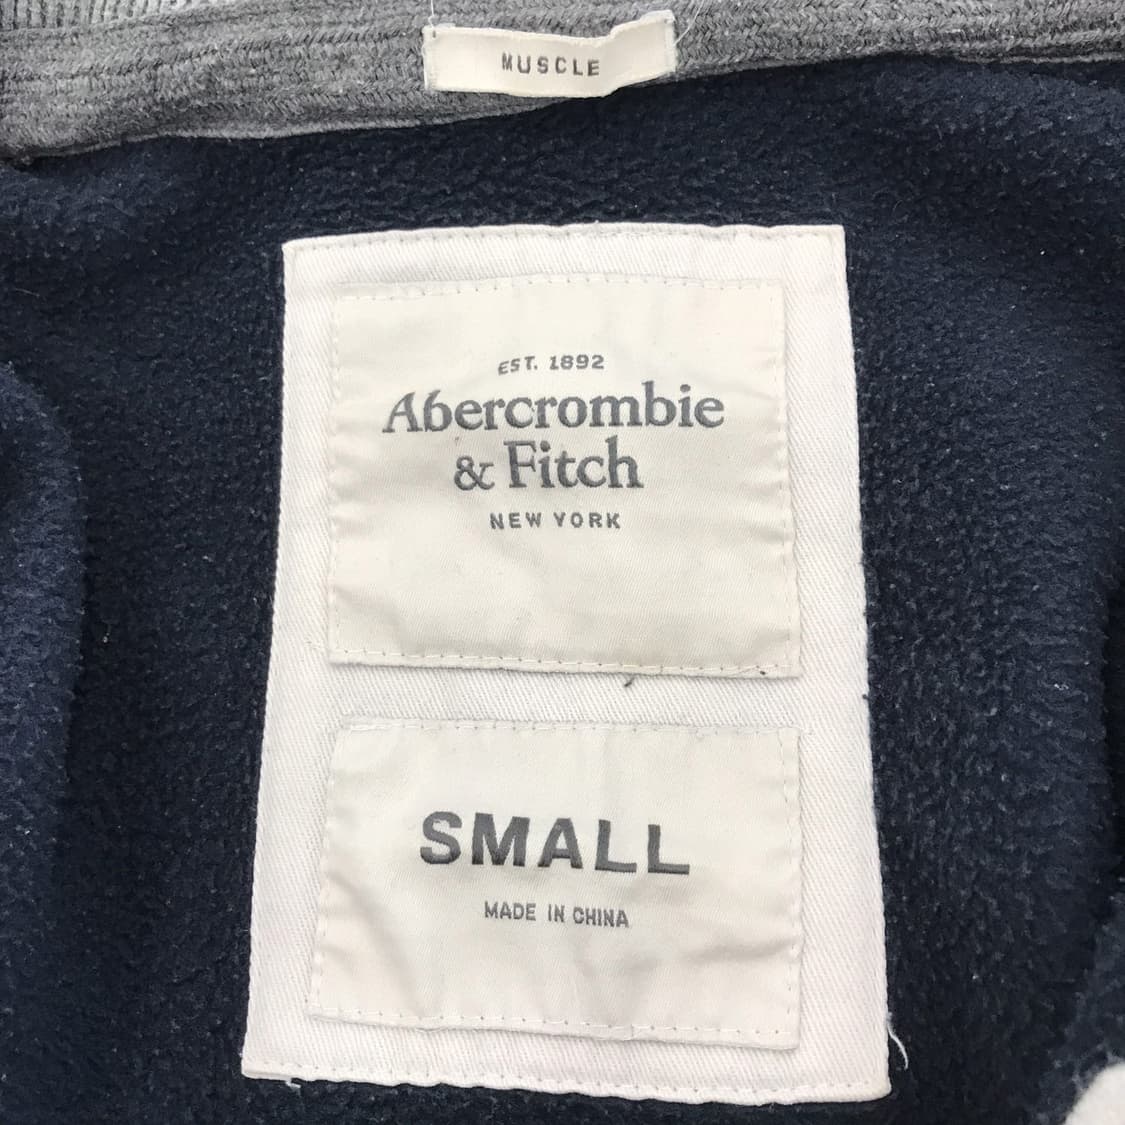 MUSCLE
EST. 1892
Abercrombie
& Fitch
NEW YORK
SMALL
MADE IN CHINA